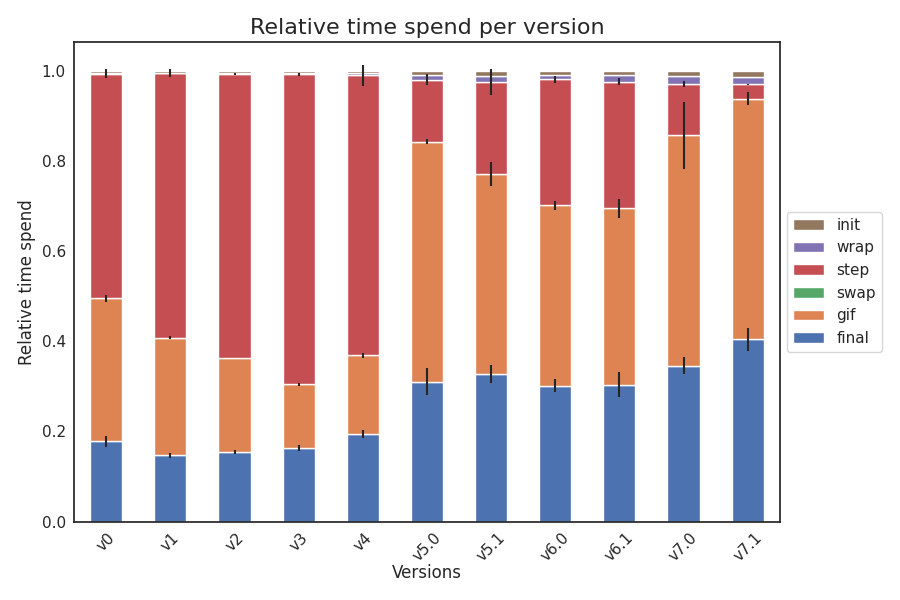 Relative time spend per version
Relative time spend
1.0
0.8
0.6
0.4
0.2
0.0
v0
v1
v2
v3
v4
v5.0
v5.1
v6.0
v6.1
v7.0
v7.1
Versions
init
wrap
step
swap
gif
final